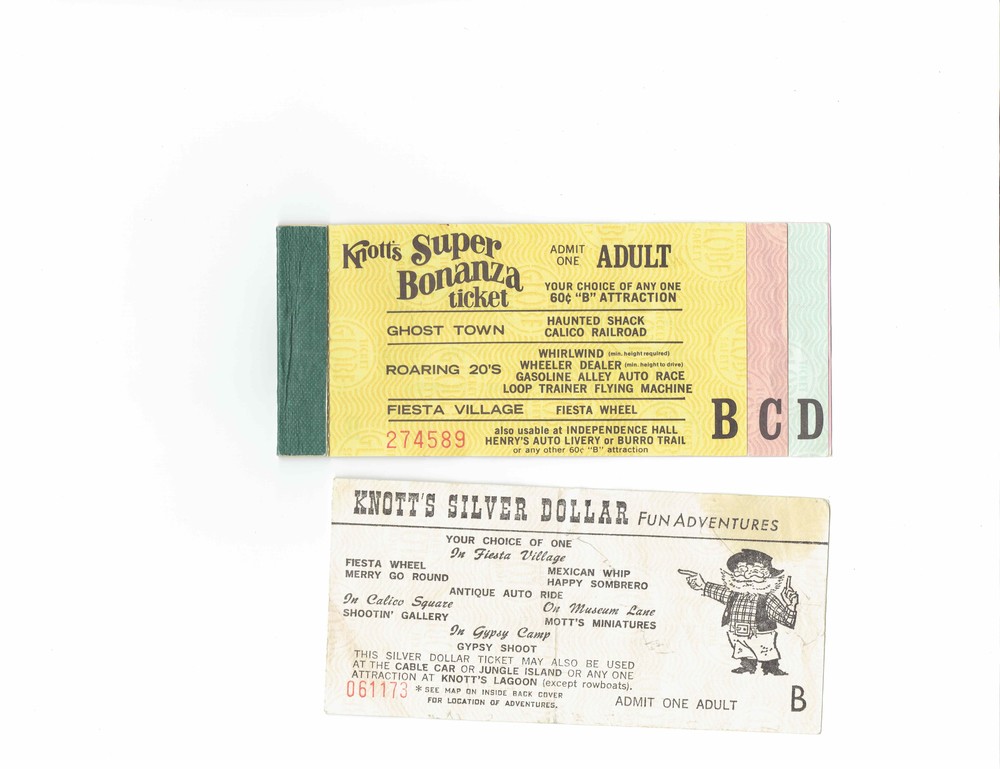 Knott's Super Bonanza ticket
ADMIT ONE ADULT
YOUR CHOICE OF ANY ONE
60¢ "B" ATTRACTION
GHOST TOWN
HAUNTED SHACK
CALICO RAILROAD
ROARING 20'S
WHIRLWIND (min. height required)
WHEELER DEALER (min. height to drive)
GASOLINE ALLEY AUTO RACE
LOOP TRAINER FLYING MACHINE
FIESTA VILLAGE FIESTA WHEEL
274589
also usable at INDEPENDENCE HALL
HENRY'S AUTO LIVERY or BURRO TRAIL
or any other 60¢ "B" attraction
B C D
KNOTT'S SILVER DOLLAR FUN ADVENTURES
YOUR CHOICE OF ONE
In Fiesta Village
FIESTA WHEEL MEXICAN WHIP
MERRY GO ROUND HAPPY SOMBRERO
ANTIQUE AUTO RIDE
In Calico Square On Museum Lane
SHOOTIN' GALLERY MOTT'S MINIATURES
In Gypsy Camp
GYPSY SHOOT
THIS SILVER DOLLAR TICKET MAY ALSO BE USED
AT THE CABLE CAR OR JUNGLE ISLAND OR ANY ONE
ATTRACTION AT KNOTT'S LAGOON (except rowboats).
061173 *SEE MAP ON INSIDE BACK COVER
FOR LOCATION OF ADVENTURES.
ADMIT ONE ADULT B